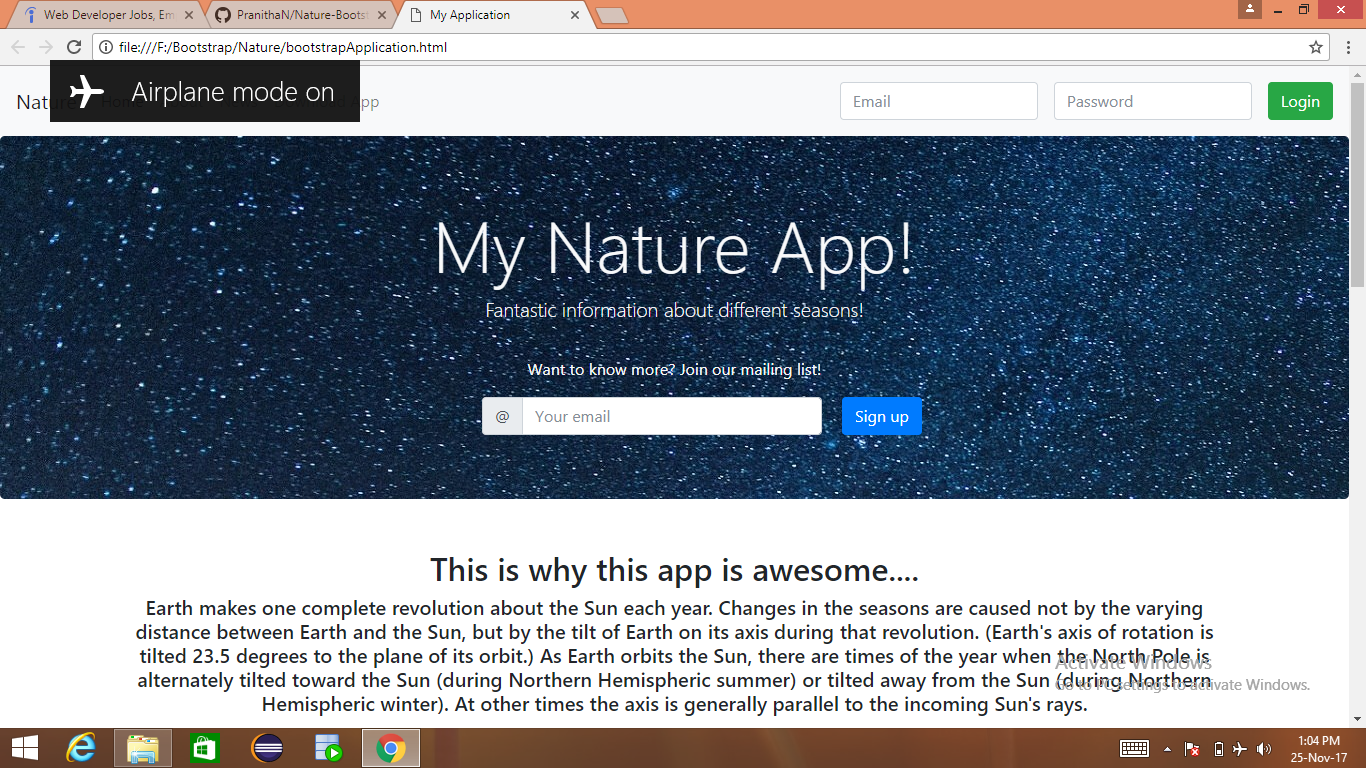 Web Developer Jobs, Em
PranithaN/Nature-Boots
My Application
file:///F:/Bootstrap/Nature/bootstrapApplication.html
Airplane mode on
Nature Home App
Email
Password
Login
My Nature App!
Fantastic information about different seasons!
Want to know more? Join our mailing list!
@ Your email
Sign up
This is why this app is awesome....
Earth makes one complete revolution about the Sun each year. Changes in the seasons are caused not by the varying
distance between Earth and the Sun, but by the tilt of Earth on its axis during that revolution. (Earth's axis of rotation is
tilted 23.5 degrees to the plane of its orbit.) As Earth orbits the Sun, there are times of the year when the North Pole is
alternately tilted toward the Sun (during Northern Hemispheric summer) or tilted away from the Sun (during Northern
Hemispheric winter). At other times the axis is generally parallel to the incoming Sun's rays.
Activate Windows
Go to PC settings to activate Windows.
1:04 PM
25-Nov-17